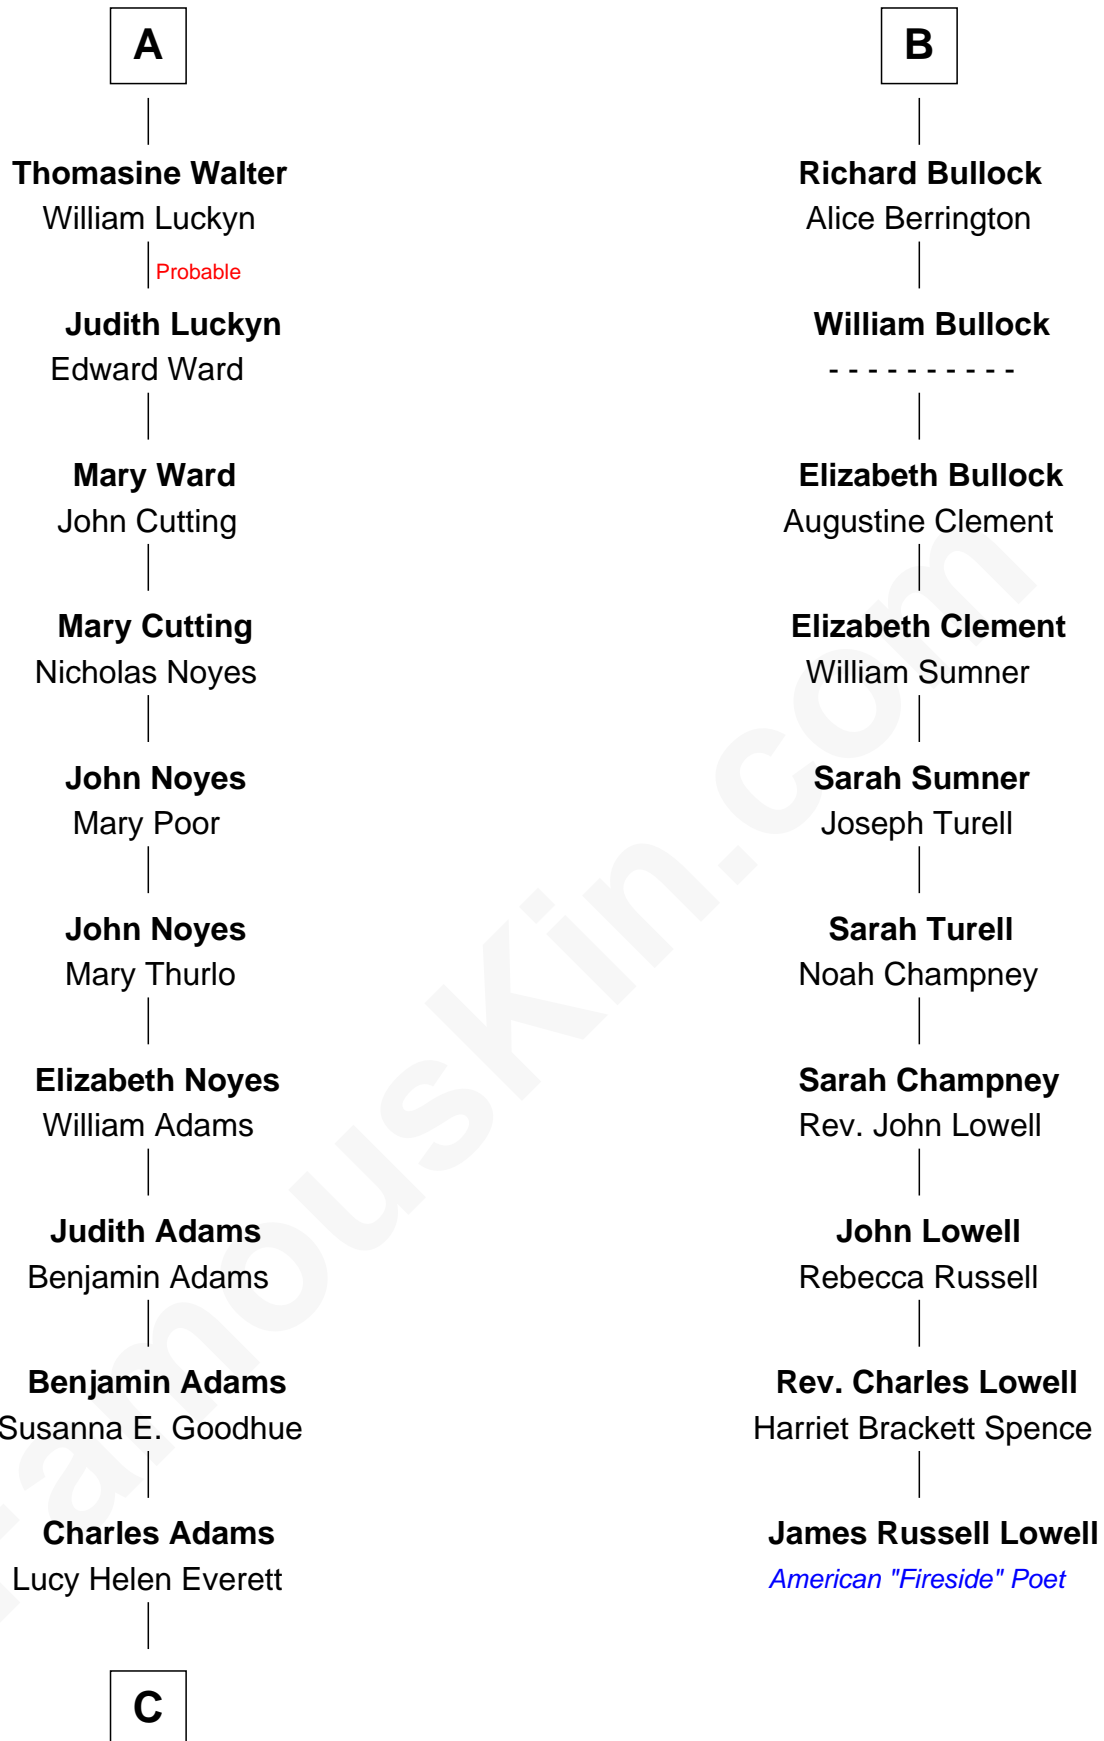 A
Thomasine Walter
William Luckyn
Probable
Judith Luckyn
Edward Ward
Mary Ward
John Cutting
Mary Cutting
Nicholas Noyes
John Noyes
Mary Poor
John Noyes
Mary Thurlo
Elizabeth Noyes
William Adams
Judith Adams
Benjamin Adams
Benjamin Adams
Susanna E. Goodhue
Charles Adams
Lucy Helen Everett
C
B
Richard Bullock
Alice Berrington
William Bullock
- - - - - - - - - -
Elizabeth Bullock
Augustine Clement
Elizabeth Clement
William Sumner
Sarah Sumner
Joseph Turell
Sarah Turell
Noah Champney
Sarah Champney
Rev. John Lowell
John Lowell
Rebecca Russell
Rev. Charles Lowell
Harriet Brackett Spence
James Russell Lowell
American "Fireside" Poet
FamousKin.com